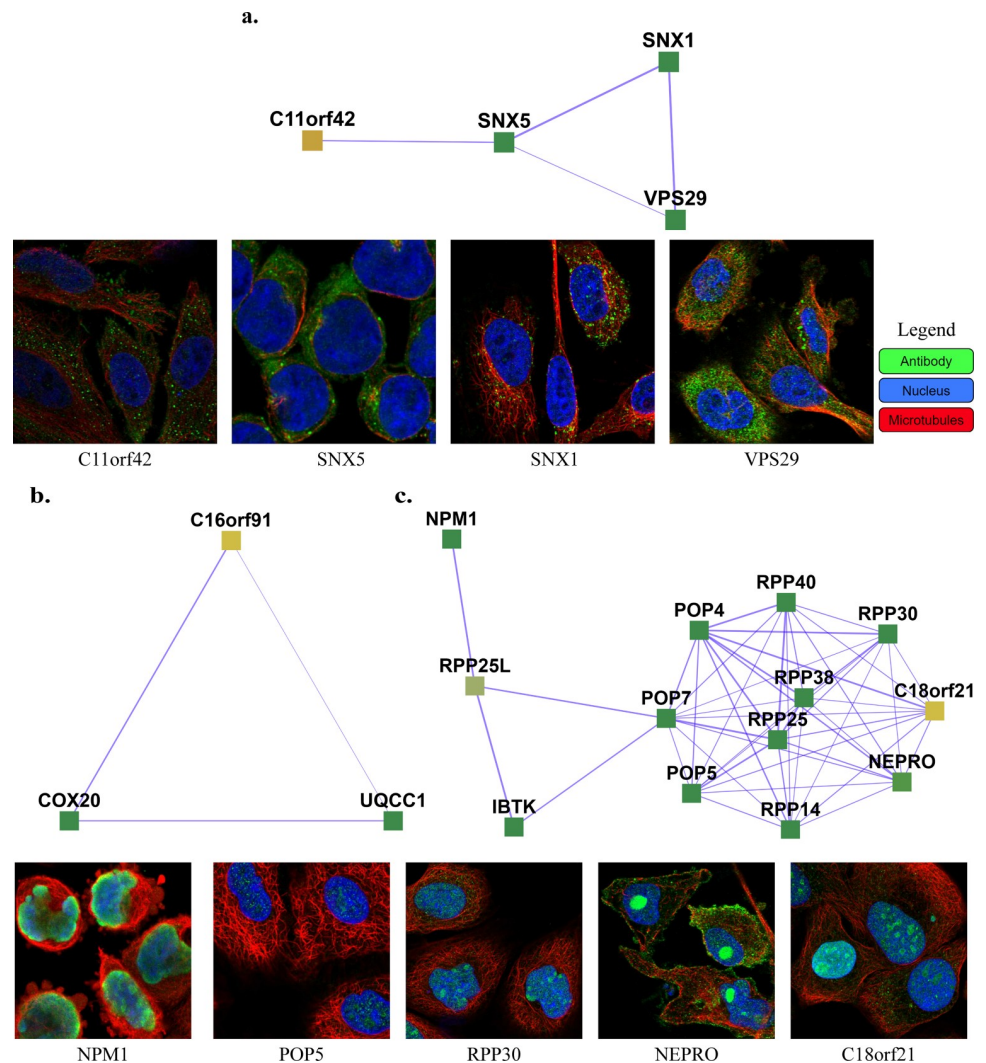 a.
SNX1
C11orf42
SNX5
VPS29
Legend
Antibody
Nucleus
Microtubules
C11orf42
SNX5
SNX1
VPS29
b.
c.
C16orf91
COX20
UQCC1
NPM1
RPP40
POP4
RPP30
RPP25L
RPP38
C18orf21
POP7
RPP25
NEPRO
POP5
IBTK
RPP14
NPM1
POP5
RPP30
NEPRO
C18orf21